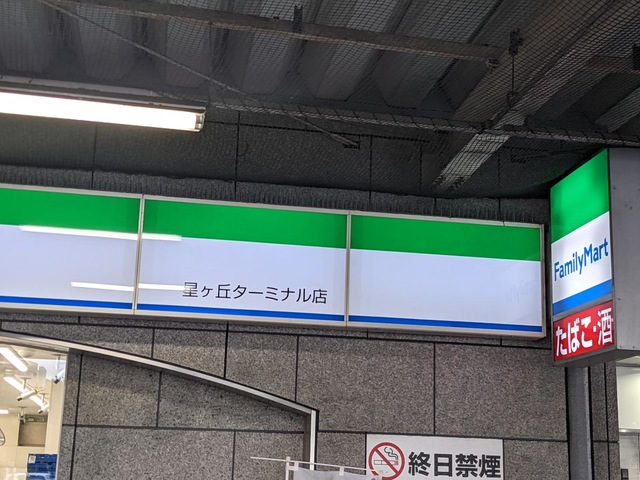 星ヶ丘ターミナル店
FamilyMart
たばこ・酒
終日禁煙